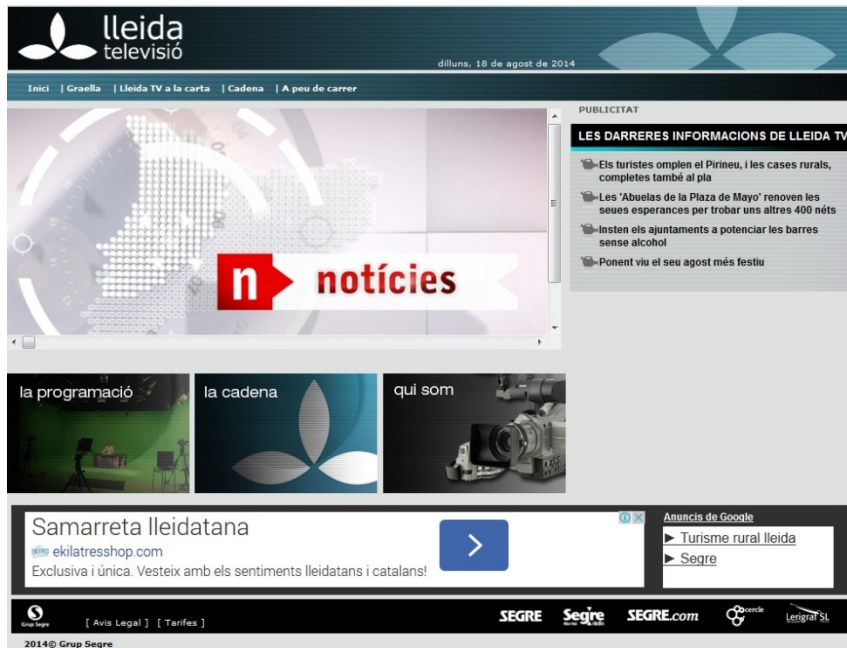 lleida
televisió
dilluns, 18 de agost de 2014
Inici | Graella | Lleida TV a la carta | Cadena | A peu de carrer
PUBLICITAT
LES DARRERES INFORMACIONS DE LLEIDA TV
Els turistes omplen el Pirineu, i les cases rurals,
completes també al pla
Les 'Abuelas de la Plaza de Mayo' renoven les
seues esperances per trobar uns altres 400 néts
Insten els ajuntaments a potenciar les barres
sense alcohol
Ponent viu el seu agost més festiu
n notícies
la programació
la cadena
qui som
Samarreta lleidatana
ekilatresshop.com
Exclusiva i única. Vesteix amb els sentiments lleidatans i catalans!
Anuncis de Google
► Turisme rural lleida
► Segre
Grup Segre
[ Avis Legal ] [ Tarifes ]
SEGRE
Segre
SEGRE.com
cercle
Lerigraf SL
2014© Grup Segre